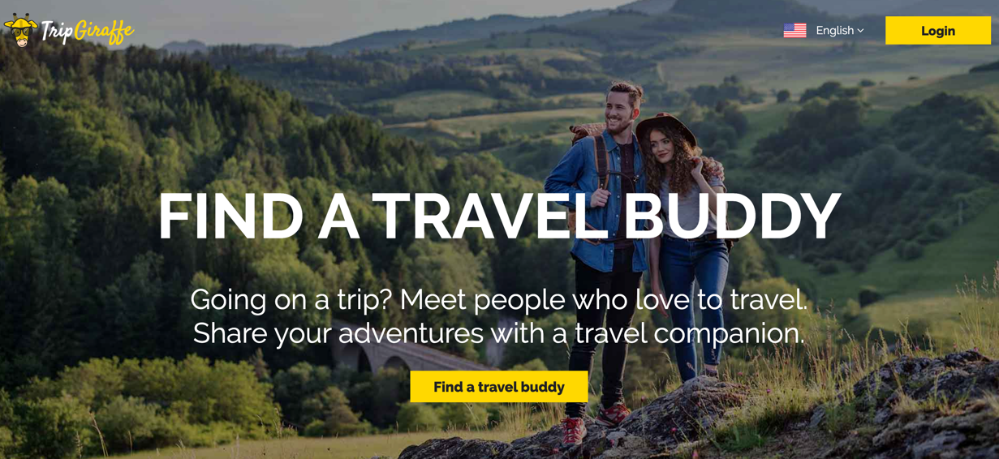 TripGiraffe
English
Login
FIND A TRAVEL BUDDY
Going on a trip? Meet people who love to travel.
Share your adventures with a travel companion.
Find a travel buddy